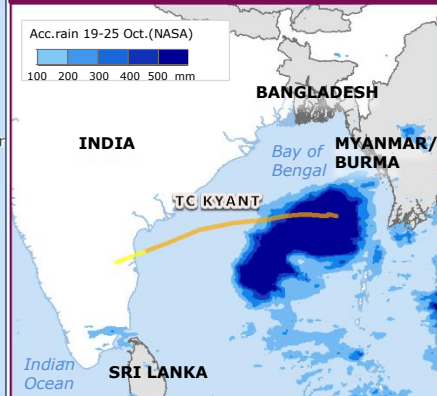 Acc.rain 19-25 Oct.(NASA)
100 200 300 400 500 mm
BANGLADESH
INDIA
MYANMAR/
BURMA
Bay of
Bengal
TC KYANT
Indian
Ocean
SRI LANKA